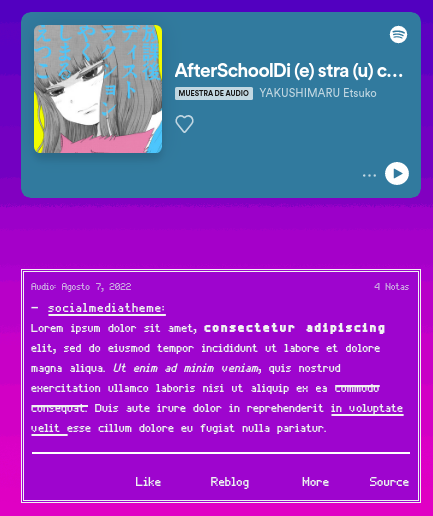 AfterSchoolDi (e) stra (u) c...
MUESTRA DE AUDIO YAKUSHIMARU Etsuko
Audio: Agosto 7, 2022
4 Notas
— socialmediatheme:
Lorem ipsum dolor sit amet, consectetur adipiscing
elit, sed do eiusmod tempor incididunt ut labore et dolore
magna aliqua. Ut enim ad minim veniam, quis nostrud
exercitation ullamco laboris nisi ut aliquip ex ea commodo
consequat. Duis aute irure dolor in reprehenderit in voluptate
velit esse cillum dolore eu fugiat nulla pariatur.
Like Reblog More Source